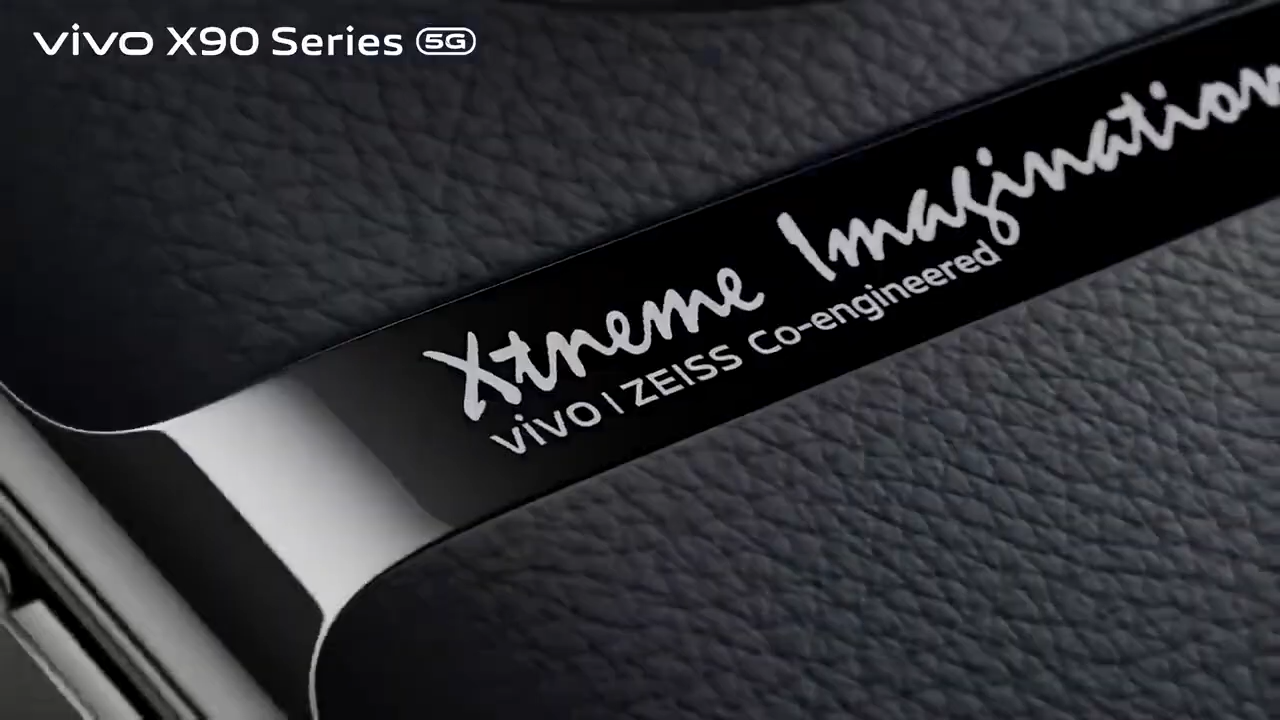 vivo X90 Series 5G
Xtreme Imagination
vivo | ZEISS Co-engineered